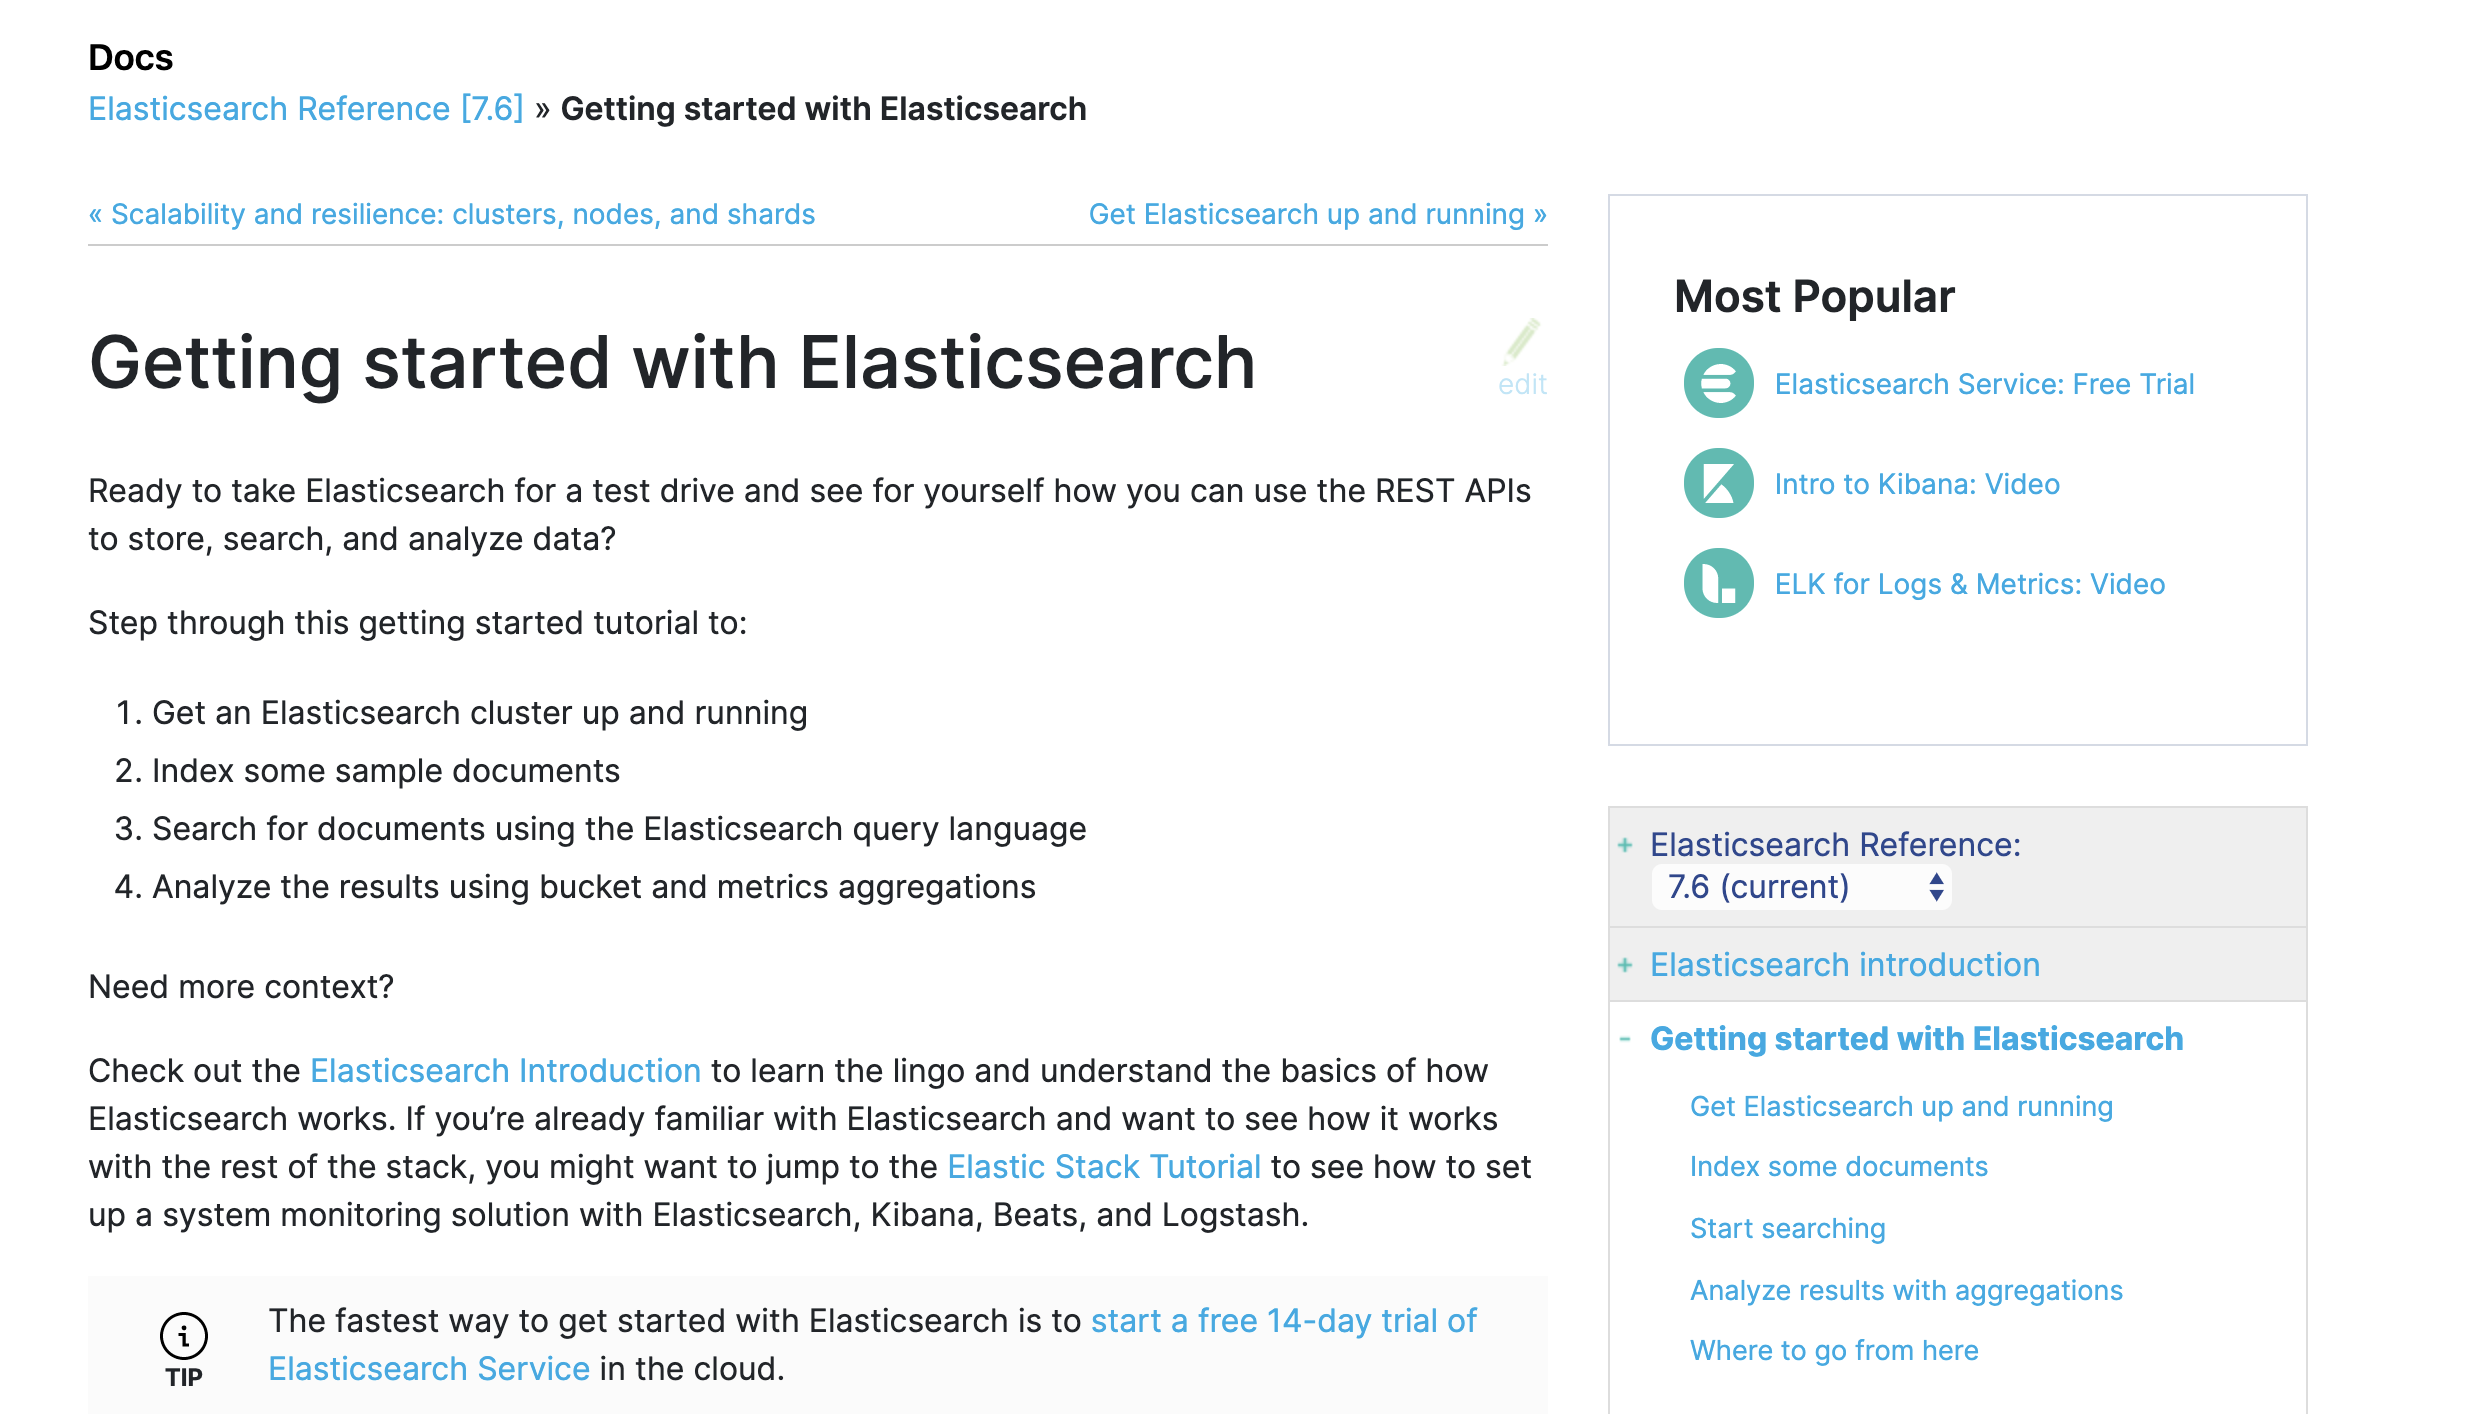 Docs
Elasticsearch Reference [7.6] » Getting started with Elasticsearch
« Scalability and resilience: clusters, nodes, and shards
Get Elasticsearch up and running »
Getting started with Elasticsearch
edit
Ready to take Elasticsearch for a test drive and see for yourself how you can use the REST APIs
to store, search, and analyze data?
Step through this getting started tutorial to:
1. Get an Elasticsearch cluster up and running
2. Index some sample documents
3. Search for documents using the Elasticsearch query language
4. Analyze the results using bucket and metrics aggregations
Need more context?
Check out the Elasticsearch Introduction to learn the lingo and understand the basics of how
Elasticsearch works. If you’re already familiar with Elasticsearch and want to see how it works
with the rest of the stack, you might want to jump to the Elastic Stack Tutorial to see how to set
up a system monitoring solution with Elasticsearch, Kibana, Beats, and Logstash.
TIP
The fastest way to get started with Elasticsearch is to start a free 14-day trial of
Elasticsearch Service in the cloud.
Most Popular
Elasticsearch Service: Free Trial
Intro to Kibana: Video
ELK for Logs & Metrics: Video
+ Elasticsearch Reference:
7.6 (current)
+ Elasticsearch introduction
- Getting started with Elasticsearch
Get Elasticsearch up and running
Index some documents
Start searching
Analyze results with aggregations
Where to go from here